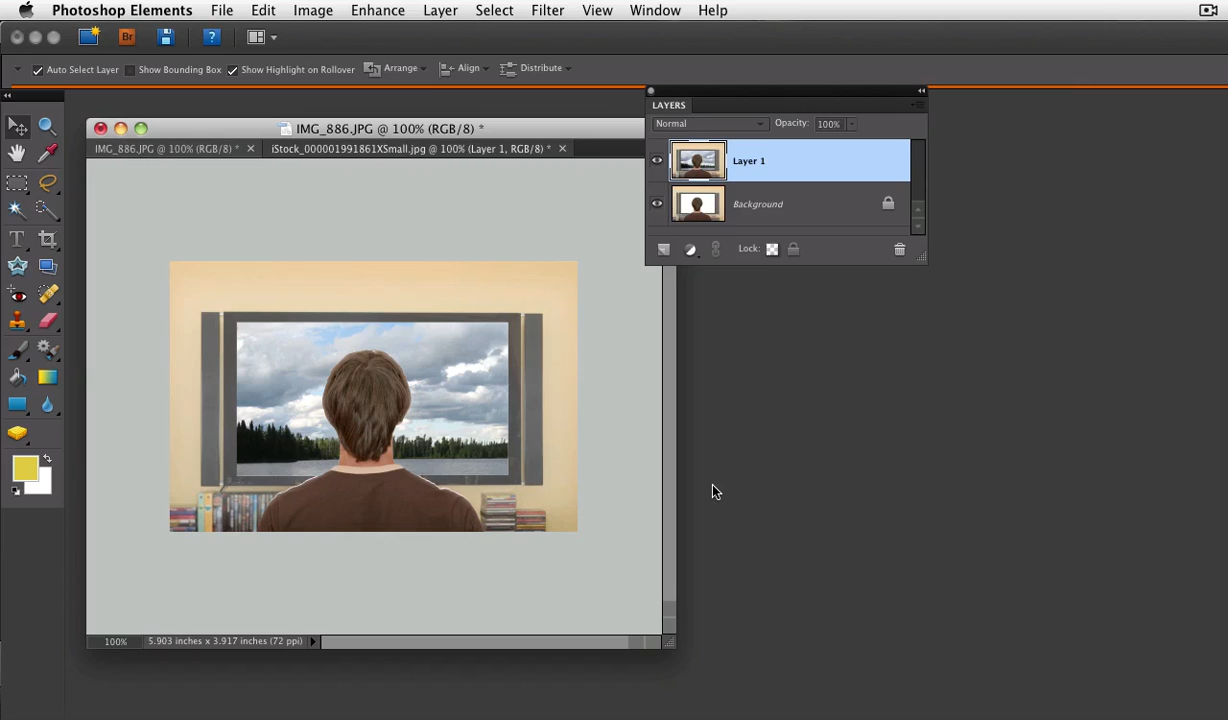 Photoshop Elements File Edit Image Enhance Layer Select Filter View Window Help
Br ?
Auto Select Layer Show Bounding Box Show Highlight on Rollover Arrange Align Distribute
LAYERS
Normal Opacity: 100%
Layer 1
Background
Lock:
IMG_886.JPG @ 100% (RGB/8) *
IMG_886.JPG @ 100% (RGB/8) * iStock_000001991861XSmall.jpg @ 100% (Layer 1, RGB/8) *
T
100% 5.903 inches x 3.917 inches (72 ppi)